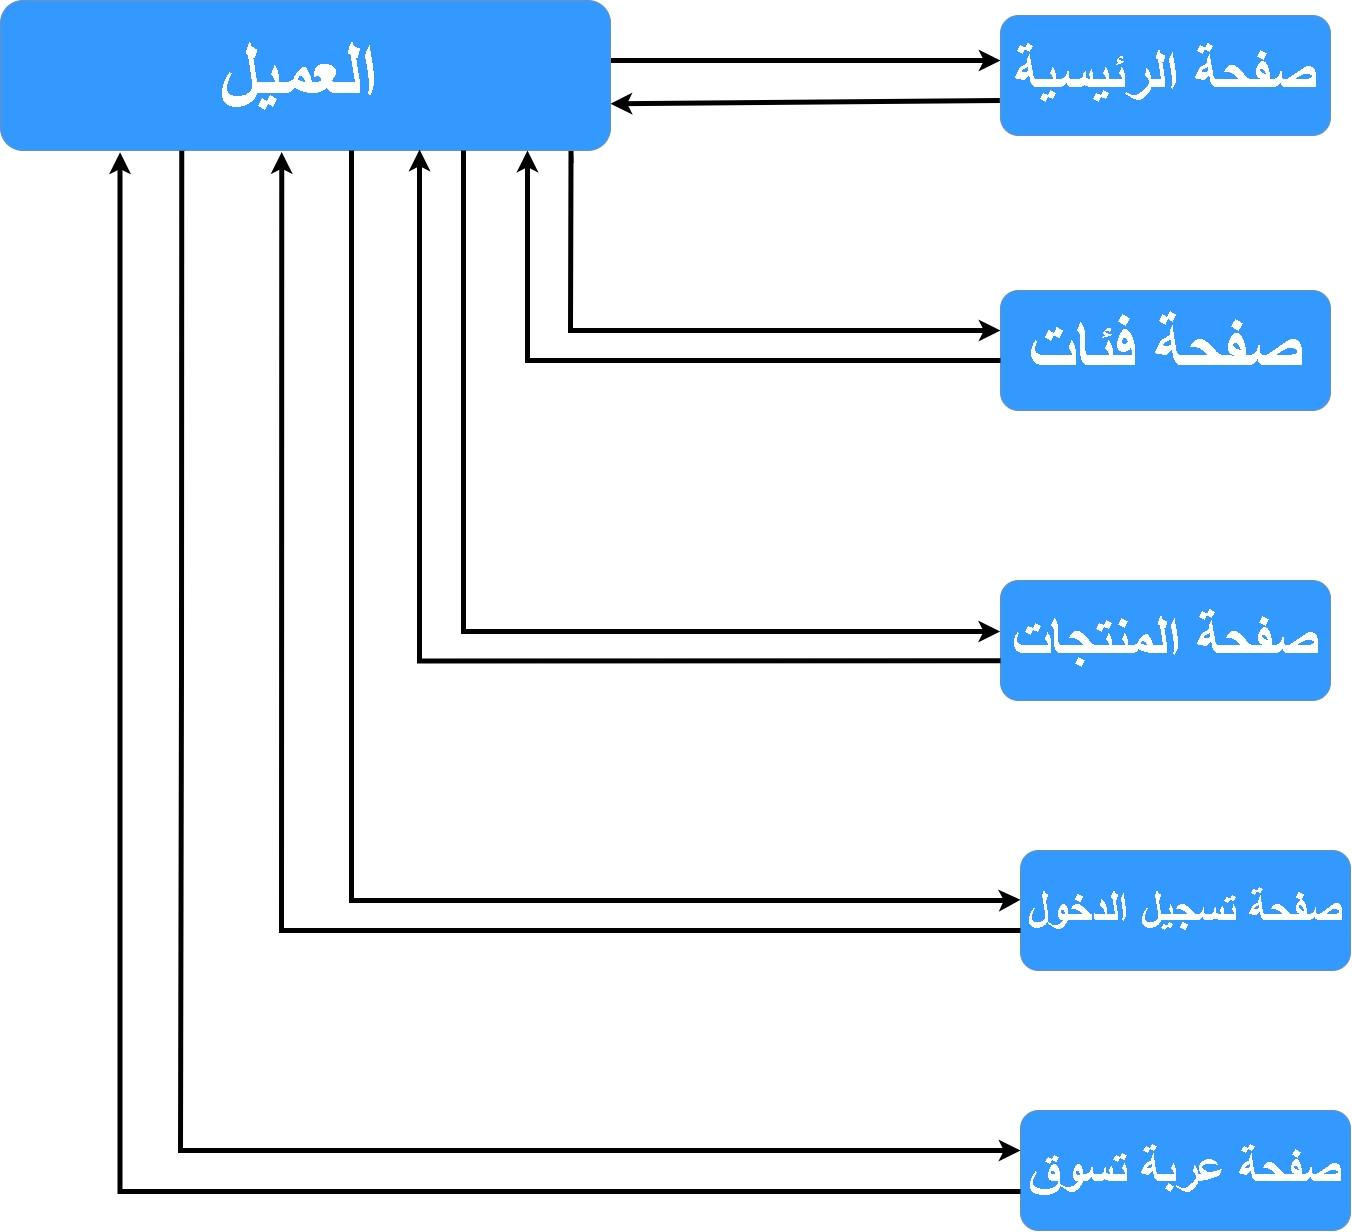 العميل
صفحة الرئيسية
صفحة فئات
صفحة المنتجات
صفحة تسجيل الدخول
صفحة عربة تسوق